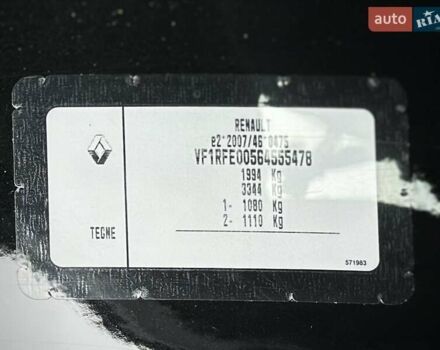 auto RIA
RENAULT
e2*2007/46*0475
VF1RFE00564555478
1994 Kg
3344 Kg
1- 1080 Kg
2- 1110 Kg
TEGNE
571983